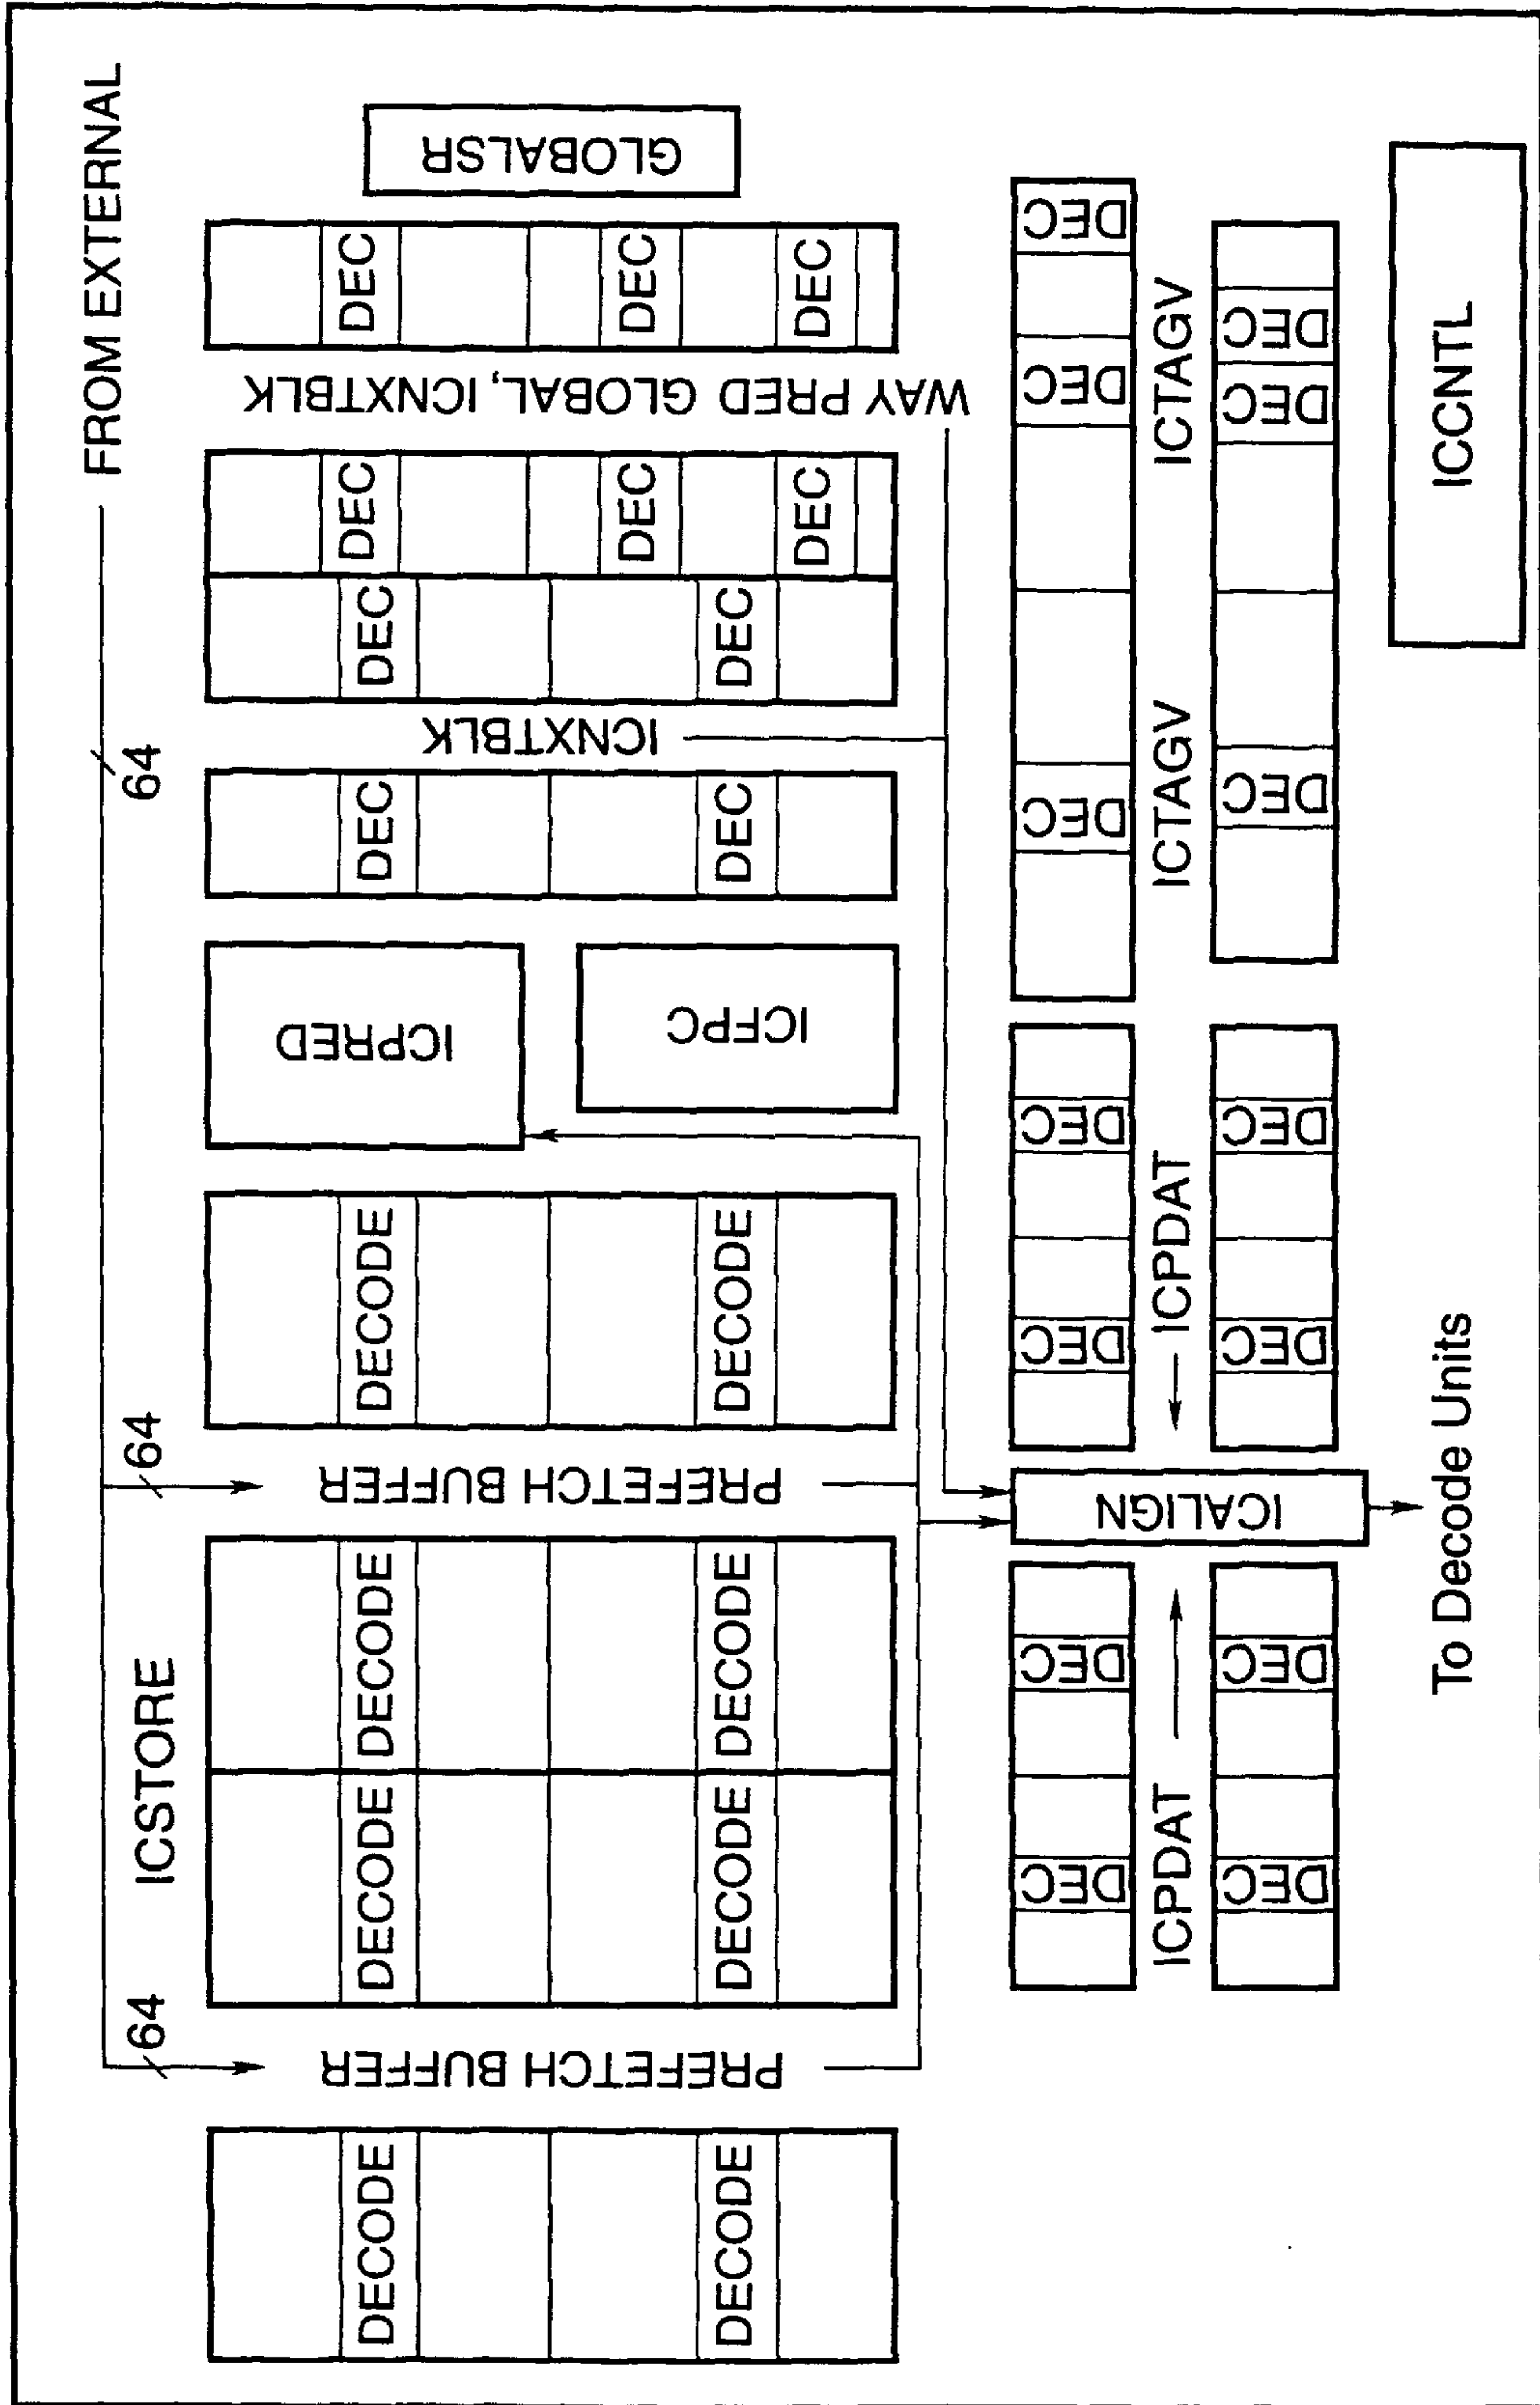 FROM EXTERNAL
64
64
64
ICSTORE
DECODE
DECODE
PREFETCH BUFFER
DECODE
DECODE
DECODE
DECODE
PREFETCH BUFFER
DECODE
DECODE
ICPRED
ICFPC
DEC
DEC
ICNXTBLK
DEC
DEC
DEC
DEC
DEC
WAY PRED GLOBAL, ICNXTBLK
DEC
DEC
DEC
GLOBALSR
DEC
DEC
ICPDAT
DEC
DEC
ICALIGN
DEC
DEC
ICPDAT
DEC
DEC
DEC
DEC
DEC
ICTAGV
ICTAGV
DEC
DEC
DEC
ICCNTL
To Decode Units